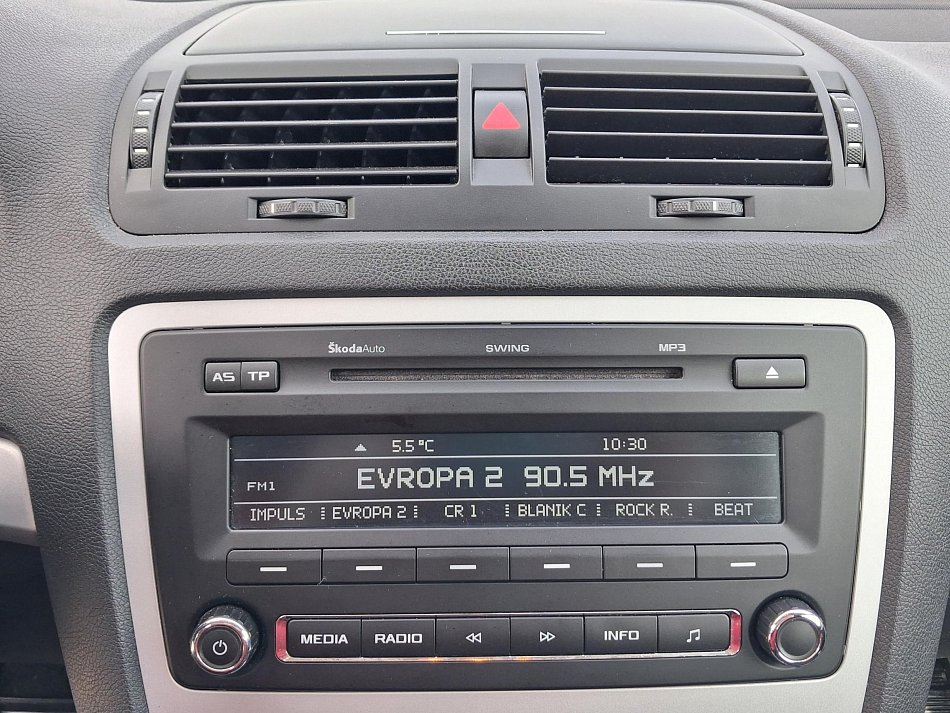 ŠkodaAuto SWING MP3
AS TP
5.5°C 10:30
FM1 EVROPA 2 90.5 MHz
IMPULS EVROPA 2 CR 1 BLANIK C ROCK R. BEAT
MEDIA RADIO INFO